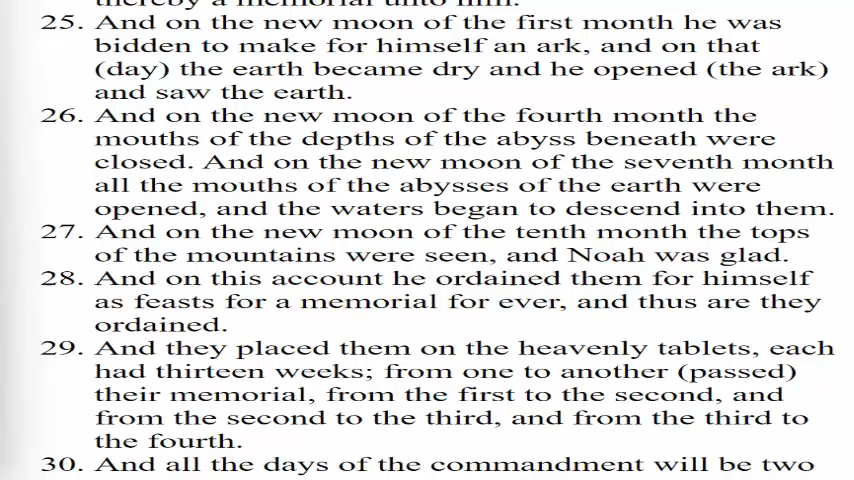 thereby a memorial unto him.
25. And on the new moon of the first month he was
bidden to make for himself an ark, and on that
(day) the earth became dry and he opened (the ark)
and saw the earth.
26. And on the new moon of the fourth month the
mouths of the depths of the abyss beneath were
closed. And on the new moon of the seventh month
all the mouths of the abysses of the earth were
opened, and the waters began to descend into them.
27. And on the new moon of the tenth month the tops
of the mountains were seen, and Noah was glad.
28. And on this account he ordained them for himself
as feasts for a memorial for ever, and thus are they
ordained.
29. And they placed them on the heavenly tablets, each
had thirteen weeks; from one to another (passed)
their memorial, from the first to the second, and
from the second to the third, and from the third to
the fourth.
30. And all the days of the commandment will be two